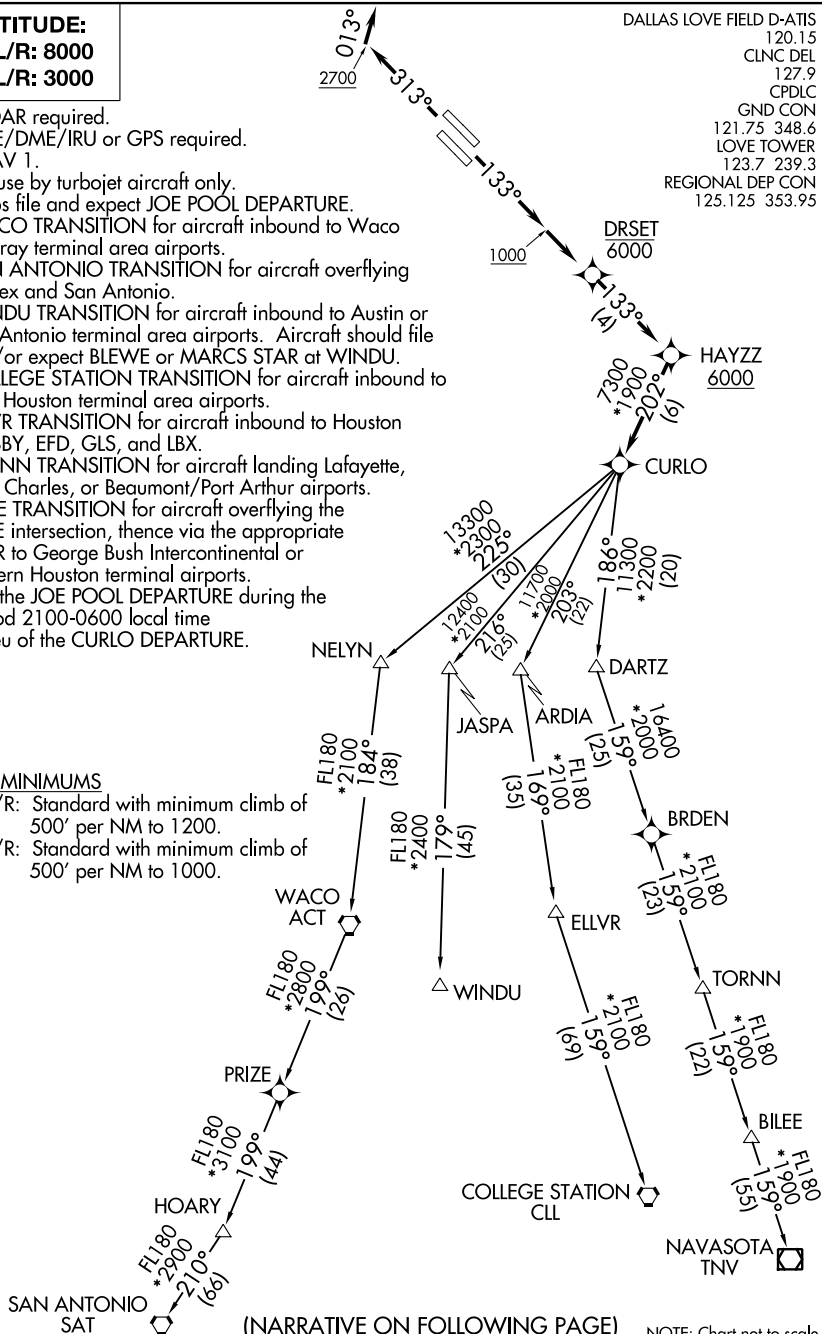 TITUDE:
L/R: 8000
L/R: 3000
DAR required.
E/DME/IRU or GPS required.
AV 1.
use by turbojet aircraft only.
ps file and expect JOE POOL DEPARTURE.
CO TRANSITION for aircraft inbound to Waco
ray terminal area airports.
N ANTONIO TRANSITION for aircraft overflying
ex and San Antonio.
NDU TRANSITION for aircraft inbound to Austin or
Antonio terminal area airports. Aircraft should file
/or expect BLEWE or MARCS STAR at WINDU.
LLEGE STATION TRANSITION for aircraft inbound to
Houston terminal area airports.
VR TRANSITION for aircraft inbound to Houston
BY, EFD, GLS, and LBX.
NN TRANSITION for aircraft landing Lafayette,
Charles, or Beaumont/Port Arthur airports.
E TRANSITION for aircraft overflying the
E intersection, thence via the appropriate
R to George Bush Intercontinental or
ern Houston terminal airports.
the JOE POOL DEPARTURE during the
od 2100-0600 local time
eu of the CURLO DEPARTURE.
MINIMUMS
/R: Standard with minimum climb of
500' per NM to 1200.
/R: Standard with minimum climb of
500' per NM to 1000.
DALLAS LOVE FIELD D-ATIS
120.15
CLNC DEL
127.9
CPDLC
GND CON
121.75 348.6
LOVE TOWER
123.7 239.3
REGIONAL DEP CON
125.125 353.95
013°
2700
313°
133°
1000
DRSET
6000
133°
(4)
HAYZZ
6000
7300
*1900
202°
(6)
CURLO
13300
*2300
225°
(30)
12400
*2100
216°
(25)
11700
*2000
203°
(22)
186°
11300
*2200
(20)
NELYN
JASPA
ARDIA
DARTZ
FL180
*2100
184°
(38)
FL180
*2400
179°
(45)
FL180
*2100
169°
(35)
16400
*2000
159°
(25)
BRDEN
FL180
*2100
159°
(23)
WACO
ACT
ELLVR
WINDU
TORNN
FL180
*2800
199°
(26)
FL180
*2100
159°
(69)
FL180
*1900
159°
(22)
PRIZE
BILEE
FL180
*3100
199°
(44)
FL180
*1900
159°
(55)
COLLEGE STATION
CLL
HOARY
NAVASOTA
TNV
FL180
*2900
210°
(66)
SAN ANTONIO
SAT
(NARRATIVE ON FOLLOWING PAGE)
NOTE: Chart not to scale